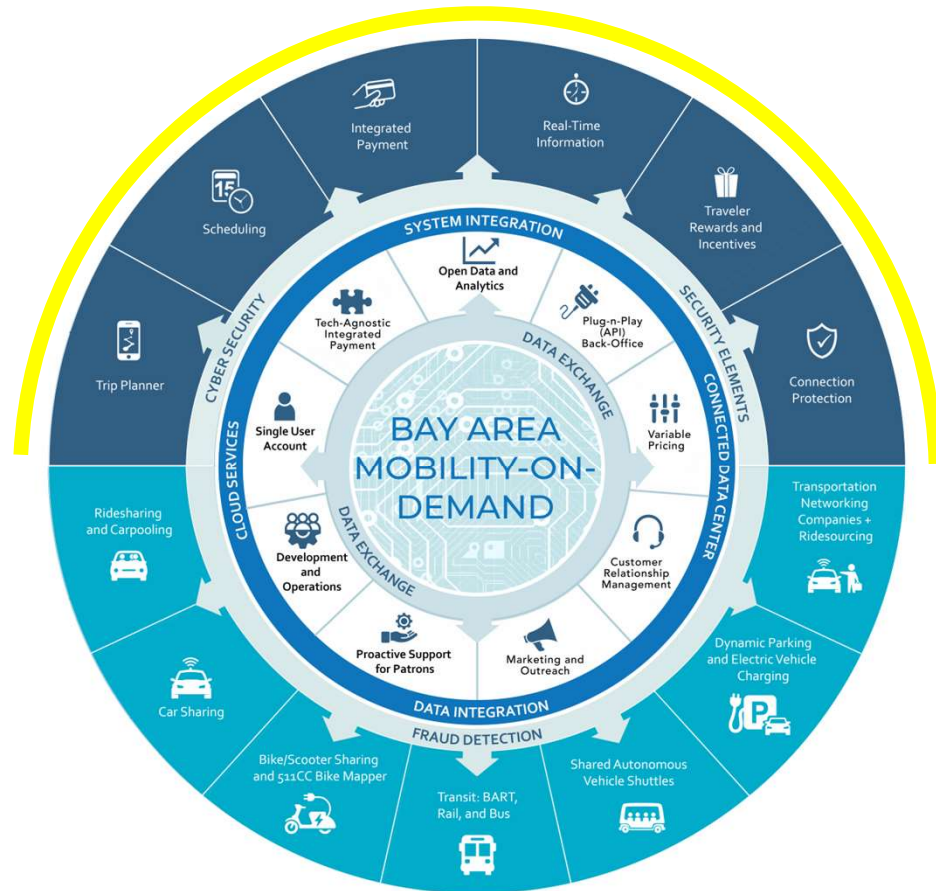 Integrated
Payment
Real-Time
Information
15
Scheduling
Traveler
Rewards and
Incentives
Trip Planner
Connection
Protection
CYBER SECURITY
SECURITY ELEMENTS
FRAUD DETECTION
SYSTEM INTEGRATION
CLOUD SERVICES
CONNECTED DATA CENTER
DATA INTEGRATION
Open Data and
Analytics
Tech-Agnostic
Integrated
Payment
Plug-n-Play
(API)
Back-Office
Single User
Account
Variable
Pricing
DATA EXCHANGE
BAY AREA
MOBILITY-ON-
DEMAND
DATA EXCHANGE
Development
and
Operations
Customer
Relationship
Management
Proactive Support
for Patrons
Marketing and
Outreach
Ridesharing
and Carpooling
Transportation
Networking
Companies +
Ridesourcing
Car Sharing
Dynamic Parking
and Electric Vehicle
Charging
P
Bike/Scooter Sharing
and 511CC Bike Mapper
Transit: BART,
Rail, and Bus
Shared Autonomous
Vehicle Shuttles